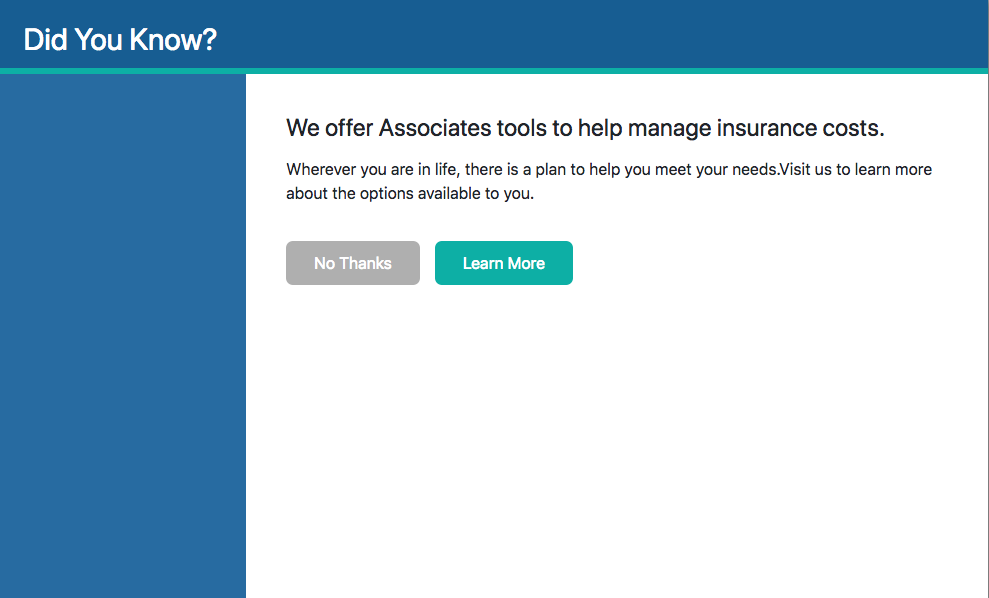 Did You Know?
We offer Associates tools to help manage insurance costs.
Wherever you are in life, there is a plan to help you meet your needs.Visit us to learn more
about the options available to you.
No Thanks
Learn More